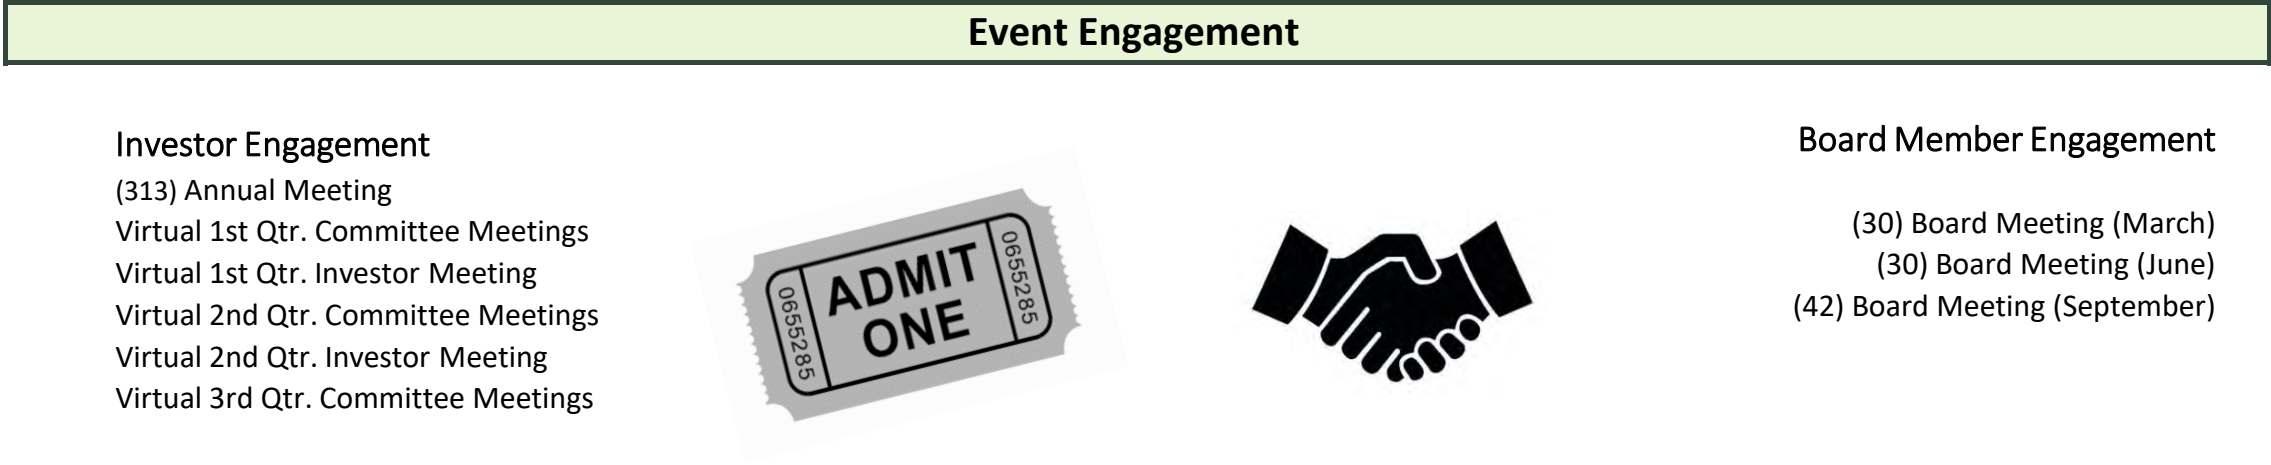 Event Engagement
Investor Engagement
(313) Annual Meeting
Virtual 1st Qtr. Committee Meetings
Virtual 1st Qtr. Investor Meeting
Virtual 2nd Qtr. Committee Meetings
Virtual 2nd Qtr. Investor Meeting
Virtual 3rd Qtr. Committee Meetings
0655285
ADMIT
ONE
0655285
Board Member Engagement
(30) Board Meeting (March)
(30) Board Meeting (June)
(42) Board Meeting (September)